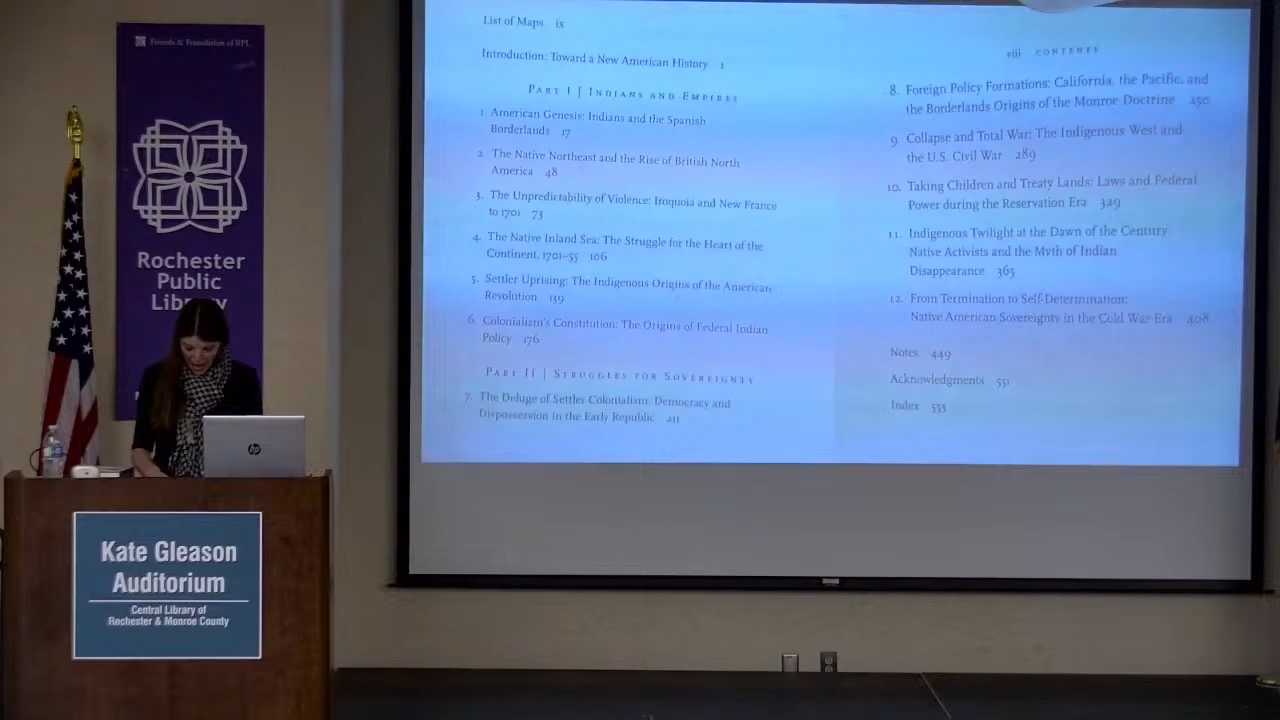 Friends & Foundation of RPL
Rochester
Public
Library
hp
Kate Gleason
Auditorium
Central Library of
Rochester & Monroe County
List of Maps ix
Introduction: Toward a New American History 1
PART I | INDIANS AND EMPIRES
1. American Genesis: Indians and the Spanish
Borderlands 17
2. The Native Northeast and the Rise of British North
America 48
3. The Unpredictability of Violence: Iroquoia and New France
to 1701 73
4. The Native Inland Sea: The Struggle for the Heart of the
Continent, 1701–55 106
5. Settler Uprising: The Indigenous Origins of the American
Revolution 139
6. Colonialism's Constitution: The Origins of Federal Indian
Policy 176
PART II | STRUGGLES FOR SOVEREIGNTY
7. The Deluge of Settler Colonialism: Democracy and
Dispossession in the Early Republic 211
viii CONTENTS
8. Foreign Policy Formations: California, the Pacific, and
the Borderlands Origins of the Monroe Doctrine 250
9. Collapse and Total War: The Indigenous West and
the U.S. Civil War 289
10. Taking Children and Treaty Lands: Laws and Federal
Power during the Reservation Era 329
11. Indigenous Twilight at the Dawn of the Century
Native Activists and the Myth of Indian
Disappearance 365
12. From Termination to Self-Determination:
Native American Sovereignty in the Cold War Era 408
Notes 449
Acknowledgments 551
Index 553